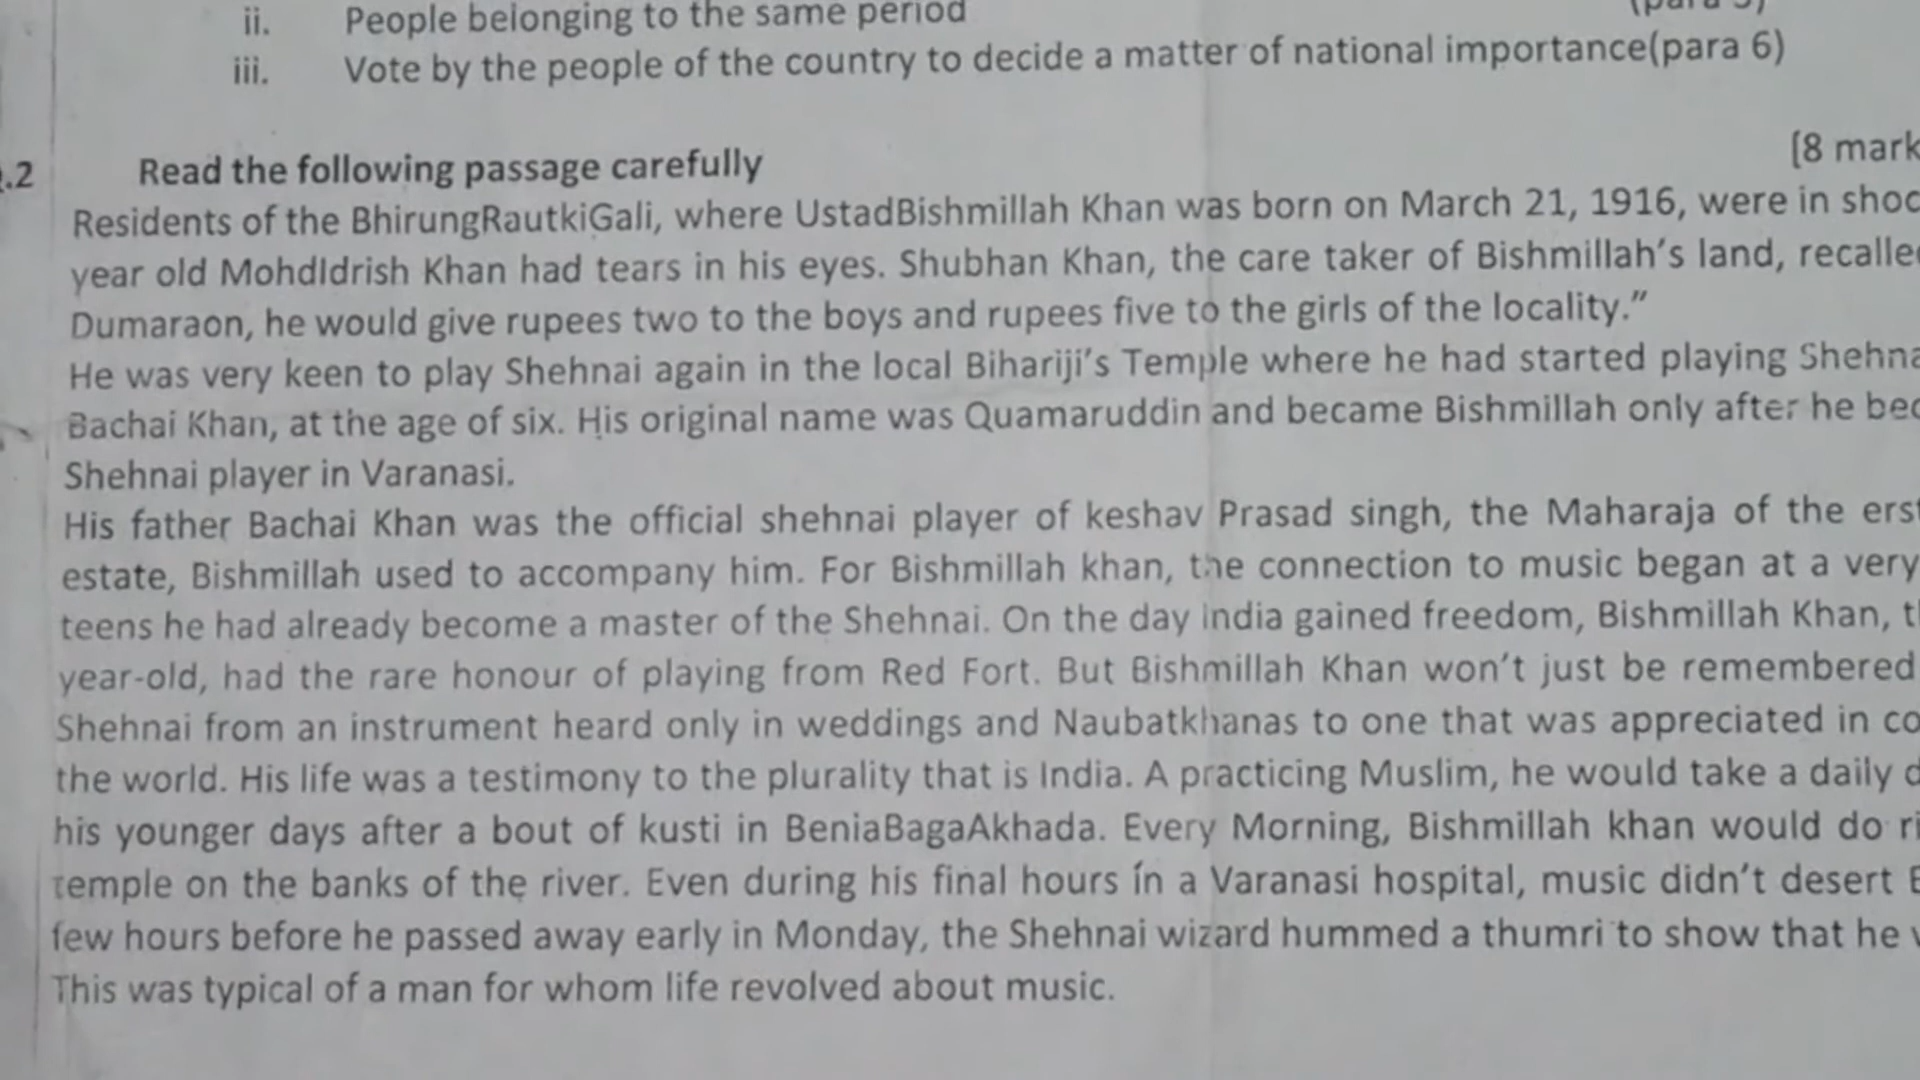 ii. People belonging to the same period
iii. Vote by the people of the country to decide a matter of national importance(para 6)
.2 Read the following passage carefully [8 mark
Residents of the BhirungRautkiGali, where UstadBishmillah Khan was born on March 21, 1916, were in shoc
year old MohdIdrish Khan had tears in his eyes. Shubhan Khan, the care taker of Bishmillah's land, recalle
Dumaraon, he would give rupees two to the boys and rupees five to the girls of the locality."
He was very keen to play Shehnai again in the local Bihariji's Temple where he had started playing Shehna
Bachai Khan, at the age of six. His original name was Quamaruddin and became Bishmillah only after he bec
Shehnai player in Varanasi.
His father Bachai Khan was the official shehnai player of keshav Prasad singh, the Maharaja of the erst
estate, Bishmillah used to accompany him. For Bishmillah khan, the connection to music began at a very
teens he had already become a master of the Shehnai. On the day India gained freedom, Bishmillah Khan, t
year-old, had the rare honour of playing from Red Fort. But Bishmillah Khan won't just be remembered
Shehnai from an instrument heard only in weddings and Naubatkhanas to one that was appreciated in co
the world. His life was a testimony to the plurality that is India. A practicing Muslim, he would take a daily d
his younger days after a bout of kusti in BeniaBagaAkhada. Every Morning, Bishmillah khan would do ri
temple on the banks of the river. Even during his final hours in a Varanasi hospital, music didn't desert B
few hours before he passed away early in Monday, the Shehnai wizard hummed a thumri to show that he
This was typical of a man for whom life revolved about music.